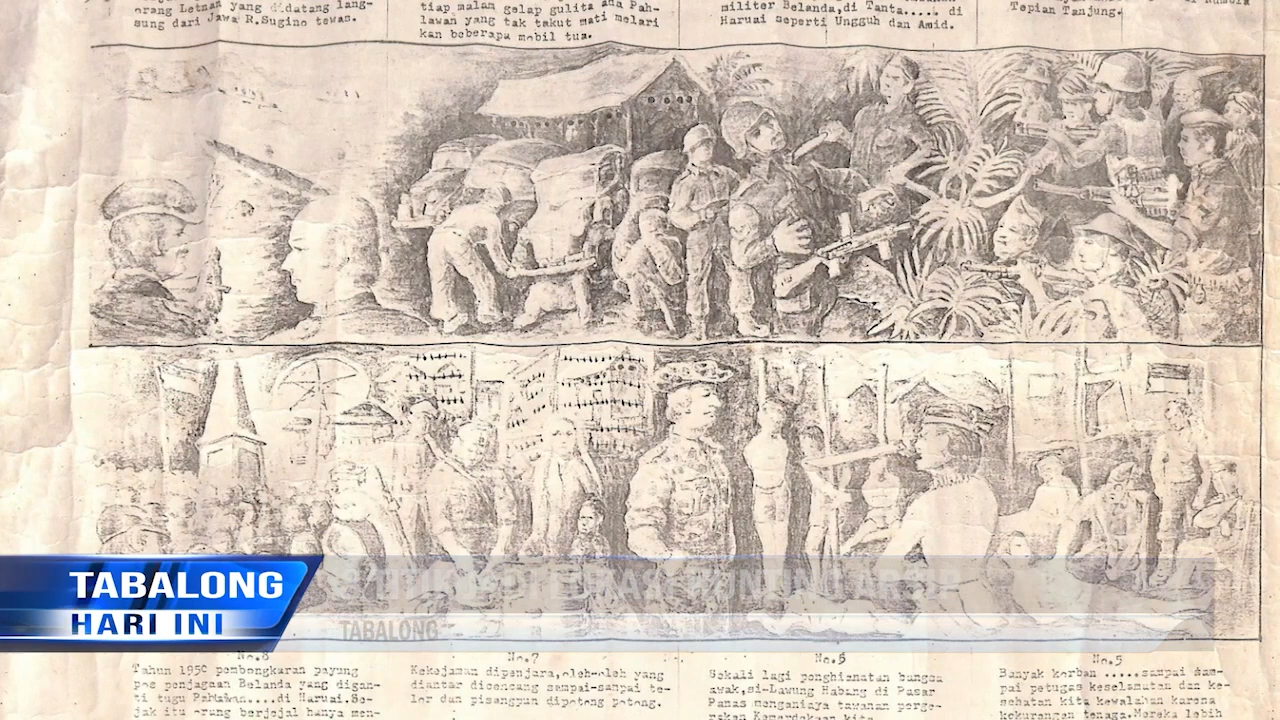 orang Letnan yang didatang lang-
sung dari Jawa R.Sugino tewas.
tiap malam gelap gulita ada Pah-
lawan yang tak takut mati melari
kan beberapa mobil tua.
militer Belanda,di Tanta..... di
Haruai seperti Ungguh dan Amid.
Tepian Tanjung.
TABALONG
HARI INI
TABALONG
No.8
Tahun 1950 pembongkaran payung
pos penjagaan Belanda yang digan-
ti tugu Pahlawan....di Haruai.Se-
jak itu orang berjejal hanya men-
No.7
Kekejaman dipenjara,oleh-oleh yang
diantar dicencang sampai-sampai te-
lor dan pisangpun dipotong potong.
Sekali lagi penghianatan bangsa
awak,si-Lawung Habang di Pasar
Panas menganiaya tawanan perge-
rakan Kemerdekaan kita
No.5
Banyak korban .....sampai sam-
pai petugas keselamatan dan ke-
sehatan kita kewalahan karena
kekurangan tenaga.Mereka lebih